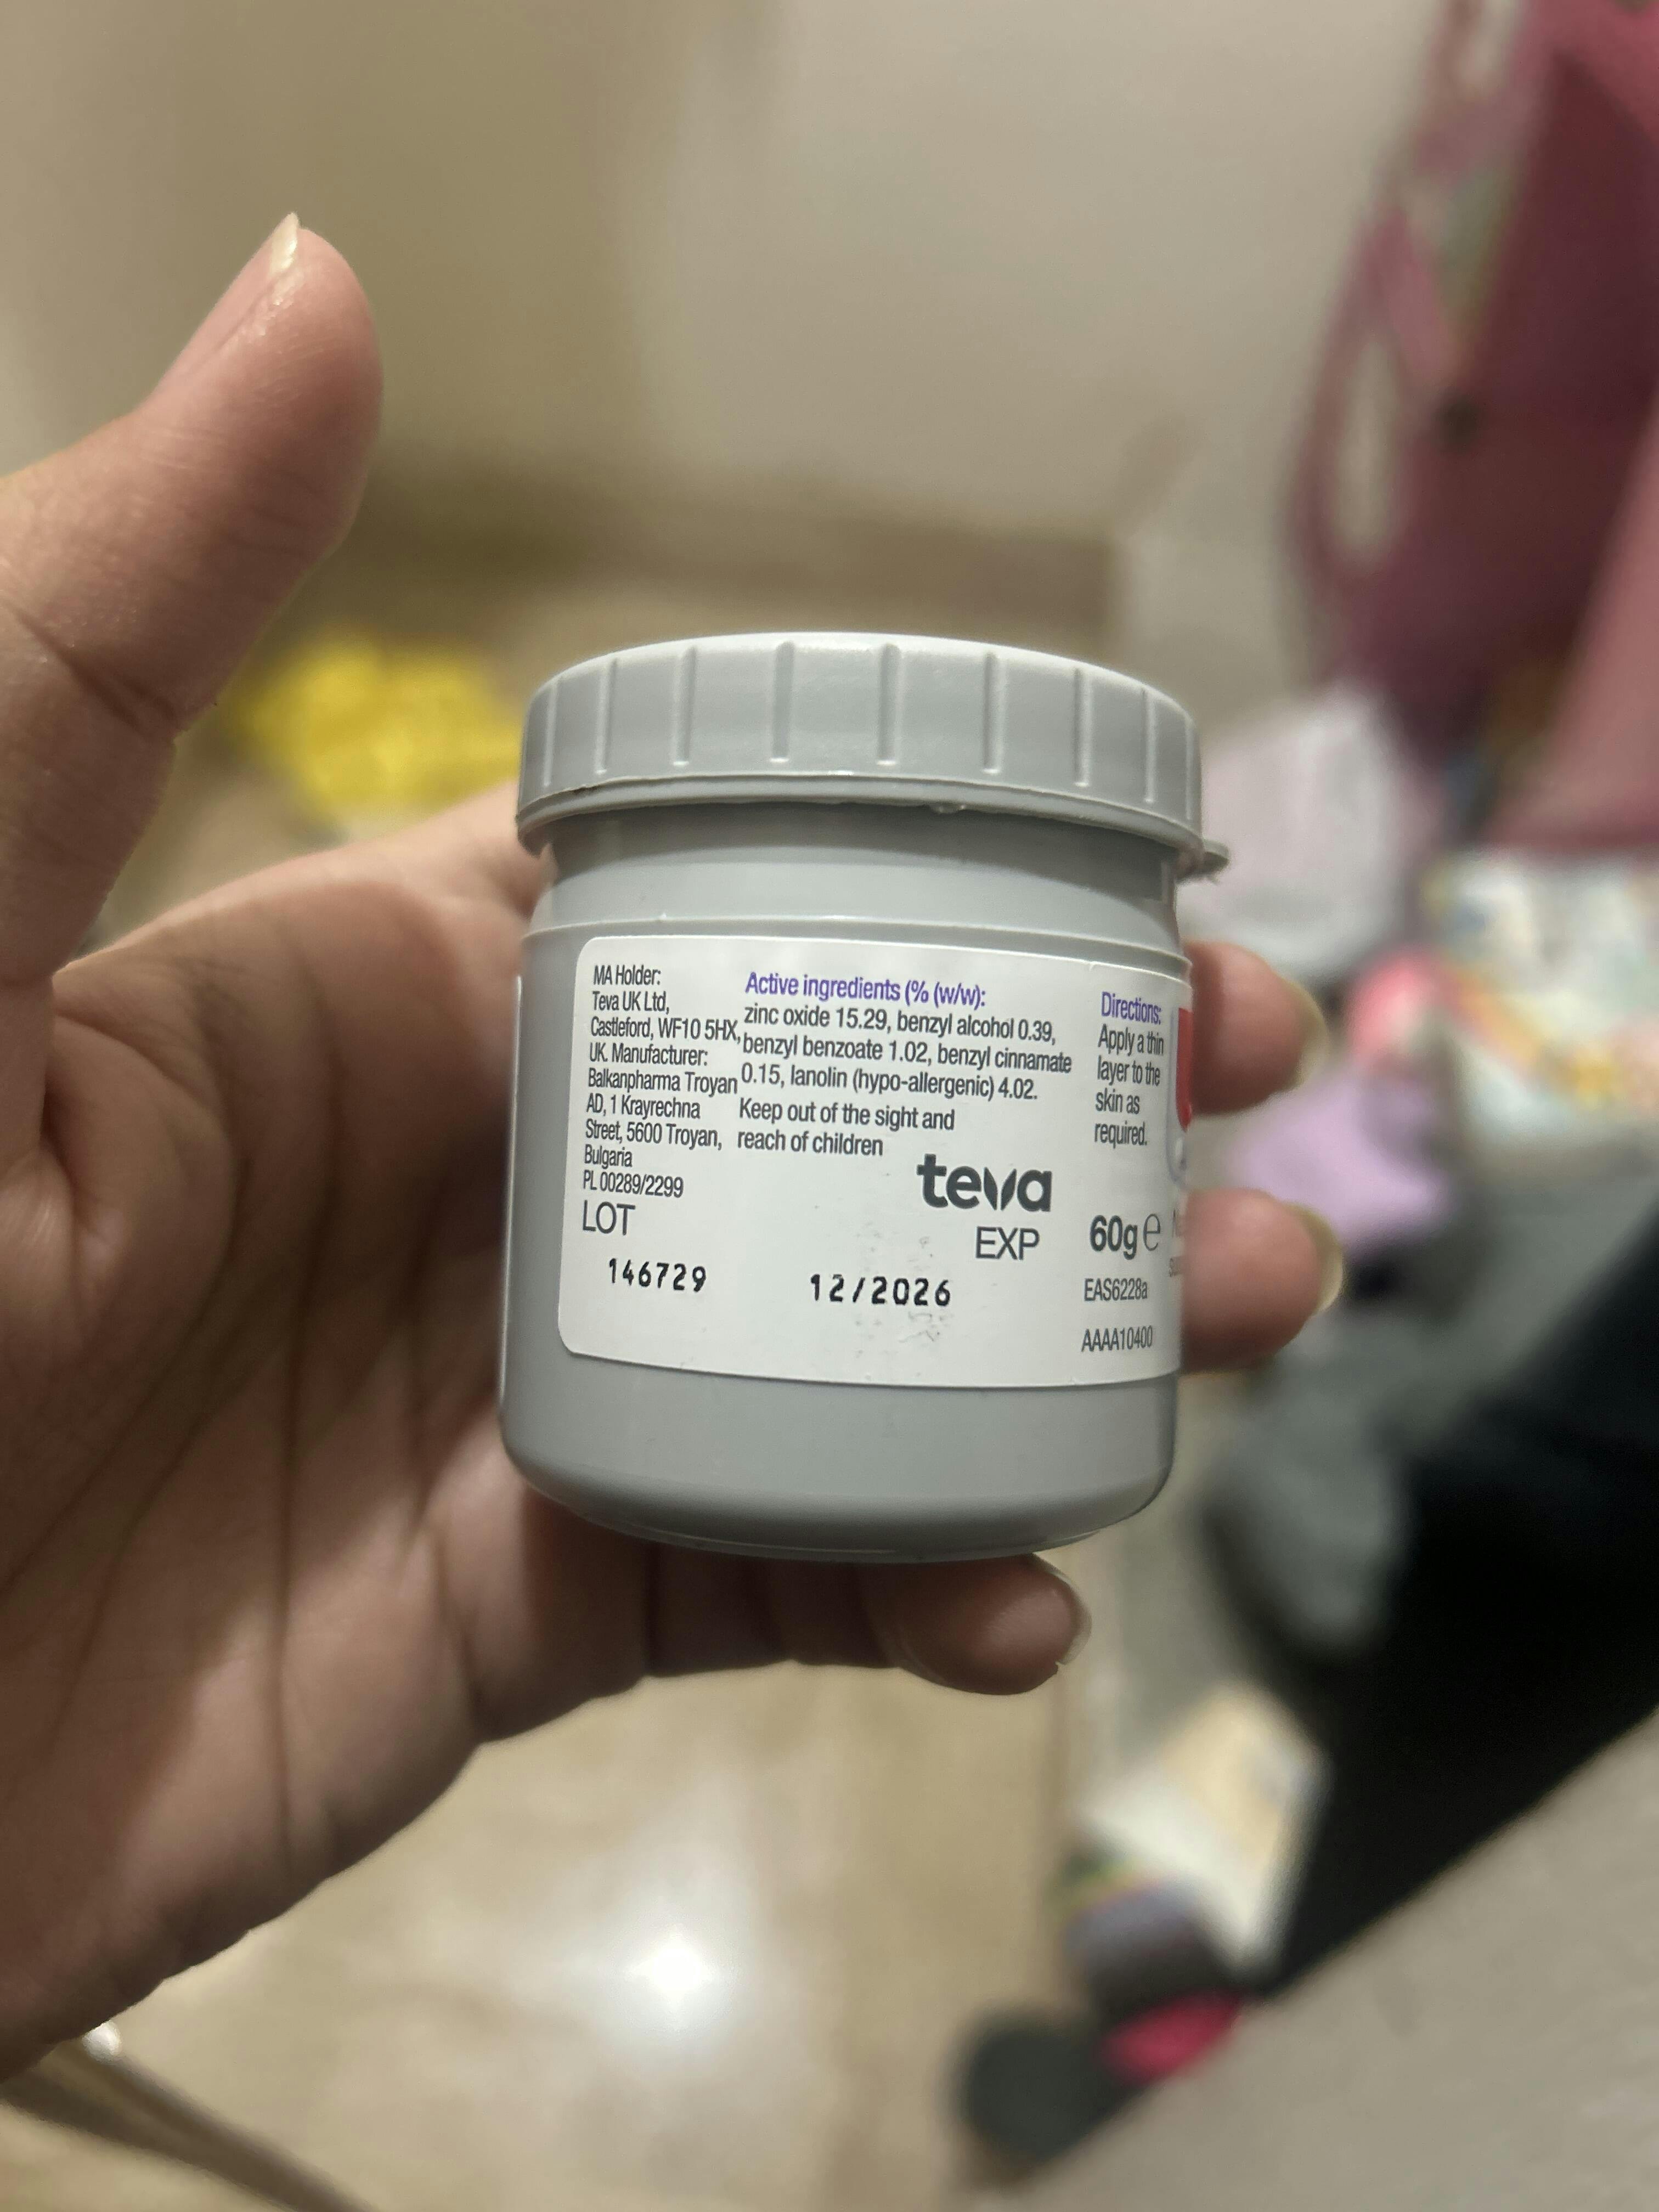 MA Holder:
Teva UK Ltd,
Castleford, WF10 5HX,
UK. Manufacturer:
Balkanpharma Troyan
AD, 1 Krayrechna
Street, 5600 Troyan,
Bulgaria
PL 00289/2299
LOT
146729
Active ingredients (% (w/w):
zinc oxide 15.29, benzyl alcohol 0.39,
benzyl benzoate 1.02, benzyl cinnamate
0.15, lanolin (hypo-allergenic) 4.02.
Keep out of the sight and
reach of children
teva
EXP
12/2026
Directions:
Apply a thin
layer to the
skin as
required.
60g e
EAS6228a
AAAA10400